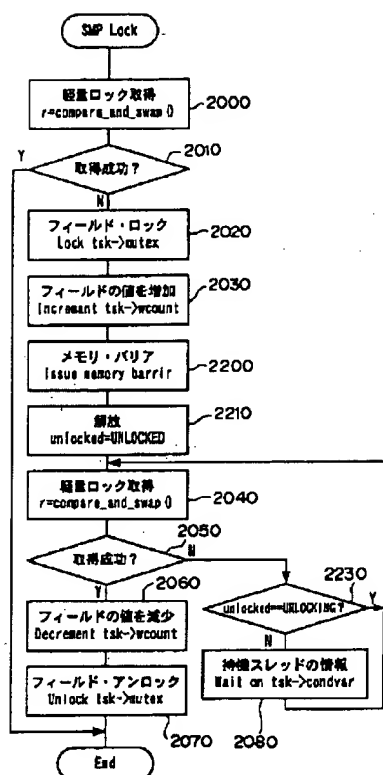 SMP Lock
軽量ロック取得
r=compare_and_swap()
2000
2010
Y
取得成功?
N
フィールド・ロック
Lock tsk->mutex
2020
フィールドの値を増加
Increment tsk->wcount
2030
メモリ・バリア
Issue memory barrir
2200
解放
unlocked=UNLOCKED
2210
軽量ロック取得
r=compare_and_swap()
2040
2050
取得成功?
N
Y
2060
2230
unlocked==UNLOCKING?
Y
N
フィールドの値を減少
Decrement tsk->wcount
待機スレッドの情報
Wait on tsk->condvar
フィールド・アンロック
Unlock tsk->mutex
2080
2070
End